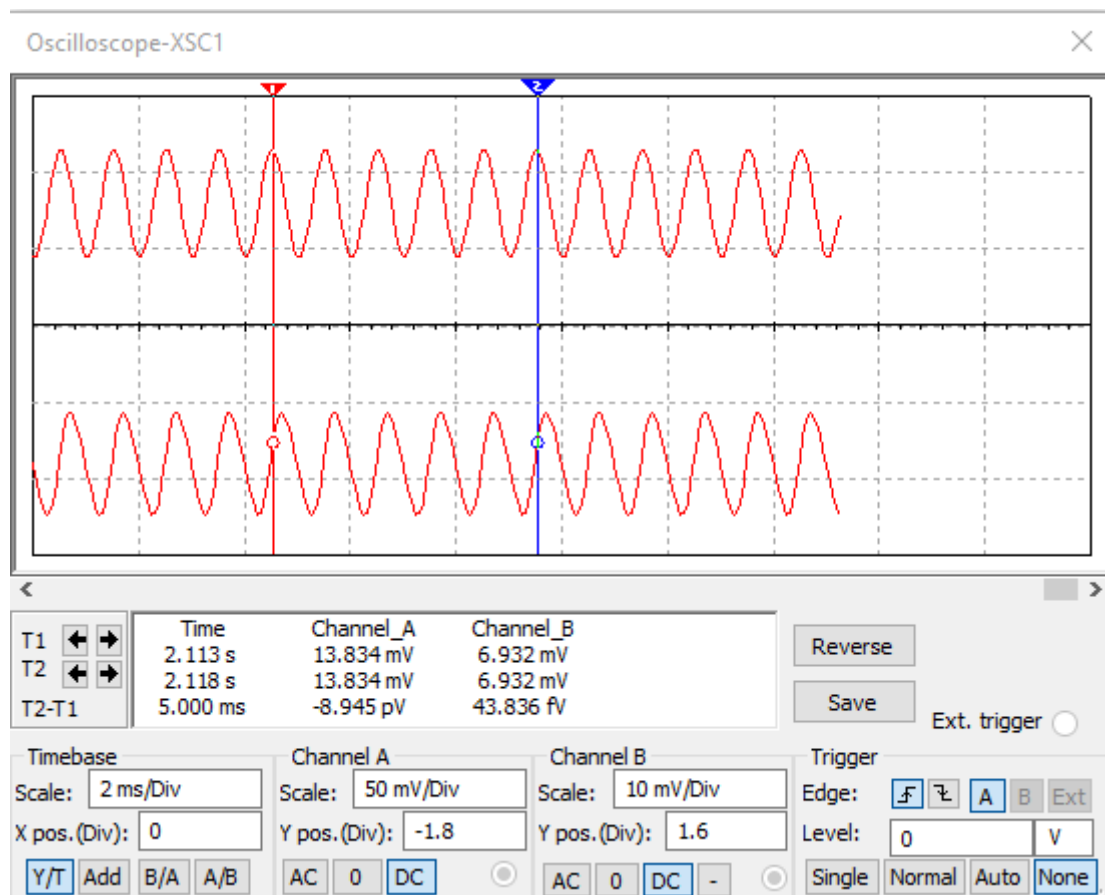 Oscilloscope-XSC1
1 2
Time Channel_A Channel_B
T1 2.113 s 13.834 mV 6.932 mV
T2 2.118 s 13.834 mV 6.932 mV
T2-T1 5.000 ms -8.945 pV 43.836 fV
Reverse
Save
Ext. trigger
Timebase
Scale: 2 ms/Div
X pos.(Div): 0
Y/T Add B/A A/B
Channel A
Scale: 50 mV/Div
Y pos.(Div): -1.8
AC 0 DC
Channel B
Scale: 10 mV/Div
Y pos.(Div): 1.6
AC 0 DC -
Trigger
Edge: A B Ext
Level: 0 V
Single Normal Auto None